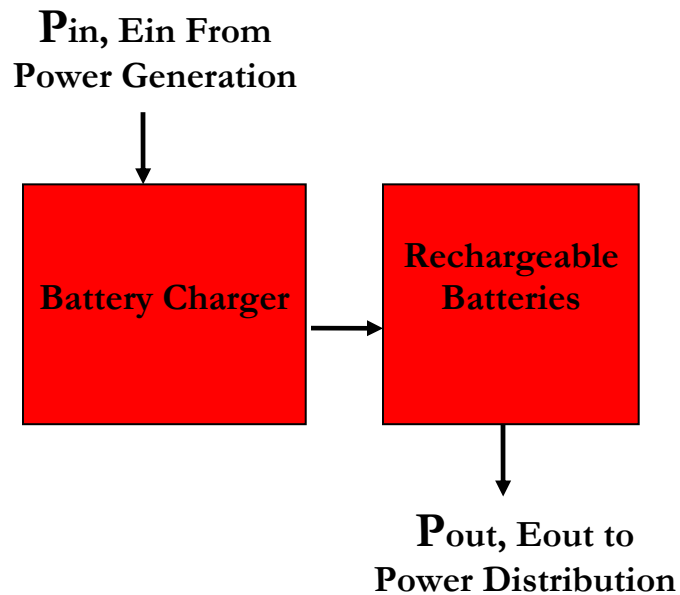 Pin, Ein From
Power Generation
Battery Charger
Rechargeable
Batteries
Pout, Eout to
Power Distribution